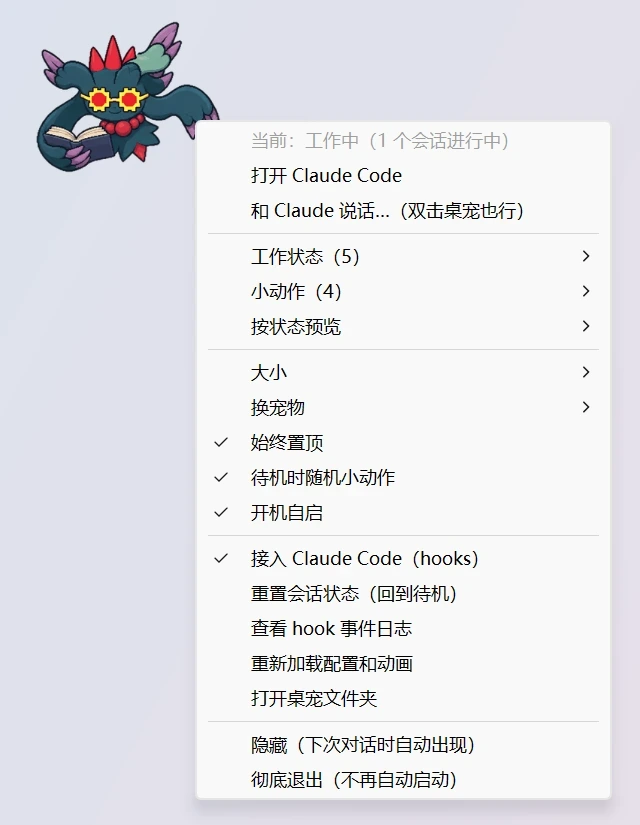 当前：工作中（1 个会话进行中）
打开 Claude Code
和 Claude 说话...（双击桌宠也行）
工作状态（5）
小动作（4）
按状态预览
大小
换宠物
始终置顶
待机时随机小动作
开机自启
接入 Claude Code（hooks）
重置会话状态（回到待机）
查看 hook 事件日志
重新加载配置和动画
打开桌宠文件夹
隐藏（下次对话时自动出现）
彻底退出（不再自动启动）